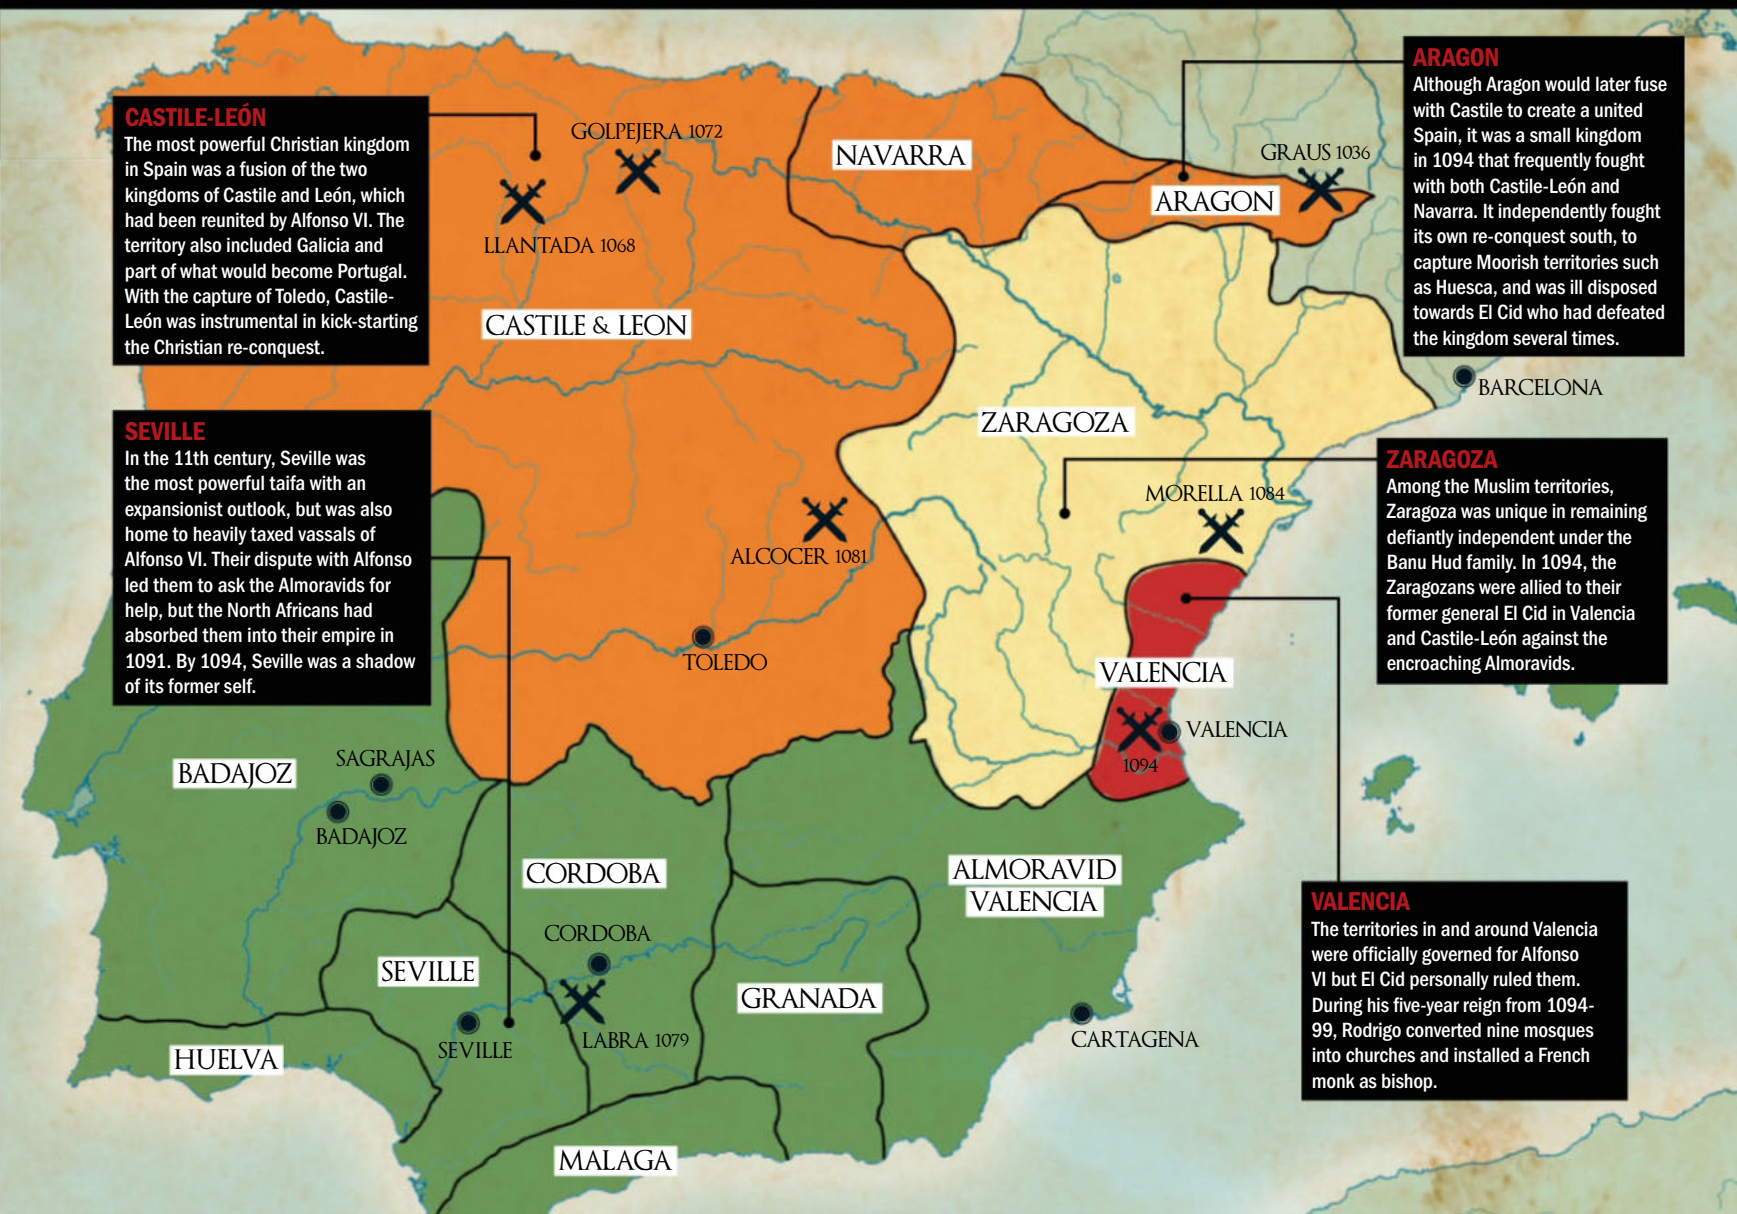 CASTILE-LEÓN
The most powerful Christian kingdom
in Spain was a fusion of the two
kingdoms of Castile and León, which
had been reunited by Alfonso VI. The
territory also included Galicia and
part of what would become Portugal.
With the capture of Toledo, Castile-
León was instrumental in kick-starting
the Christian re-conquest.
GOLPEJERA 1072
LLANTADA 1068
CASTILE & LEON
NAVARRA
ARAGON
GRAUS 1036
ARAGON
Although Aragon would later fuse
with Castile to create a united
Spain, it was a small kingdom
in 1094 that frequently fought
with both Castile-León and
Navarra. It independently fought
its own re-conquest south, to
capture Moorish territories such
as Huesca, and was ill disposed
towards El Cid who had defeated
the kingdom several times.
BARCELONA
SEVILLE
In the 11th century, Seville was
the most powerful taifa with an
expansionist outlook, but was also
home to heavily taxed vassals of
Alfonso VI. Their dispute with Alfonso
led them to ask the Almoravids for
help, but the North Africans had
absorbed them into their empire in
1091. By 1094, Seville was a shadow
of its former self.
ZARAGOZA
MORELLA 1084
ALCOCER 1081
TOLEDO
ZARAGOZA
Among the Muslim territories,
Zaragoza was unique in remaining
defiantly independent under the
Banu Hud family. In 1094, the
Zaragozans were allied to their
former general El Cid in Valencia
and Castile-León against the
encroaching Almoravids.
VALENCIA
VALENCIA
1094
BADAJOZ
SAGRAJAS
BADAJOZ
CORDOBA
CORDOBA
ALMORAVID
VALENCIA
SEVILLE
SEVILLE
LABRA 1079
GRANADA
CARTAGENA
HUELVA
MALAGA
VALENCIA
The territories in and around Valencia
were officially governed for Alfonso
VI but El Cid personally ruled them.
During his five-year reign from 1094-
99, Rodrigo converted nine mosques
into churches and installed a French
monk as bishop.